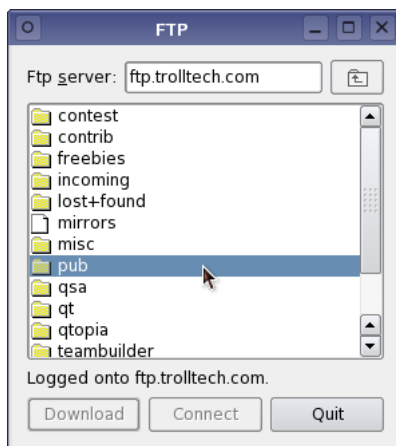 FTP
Ftp server: ftp.trolltech.com
contest
contrib
freebies
incoming
lost+found
mirrors
misc
pub
qsa
qt
qtopia
teambuilder
Logged onto ftp.trolltech.com.
Download Connect Quit